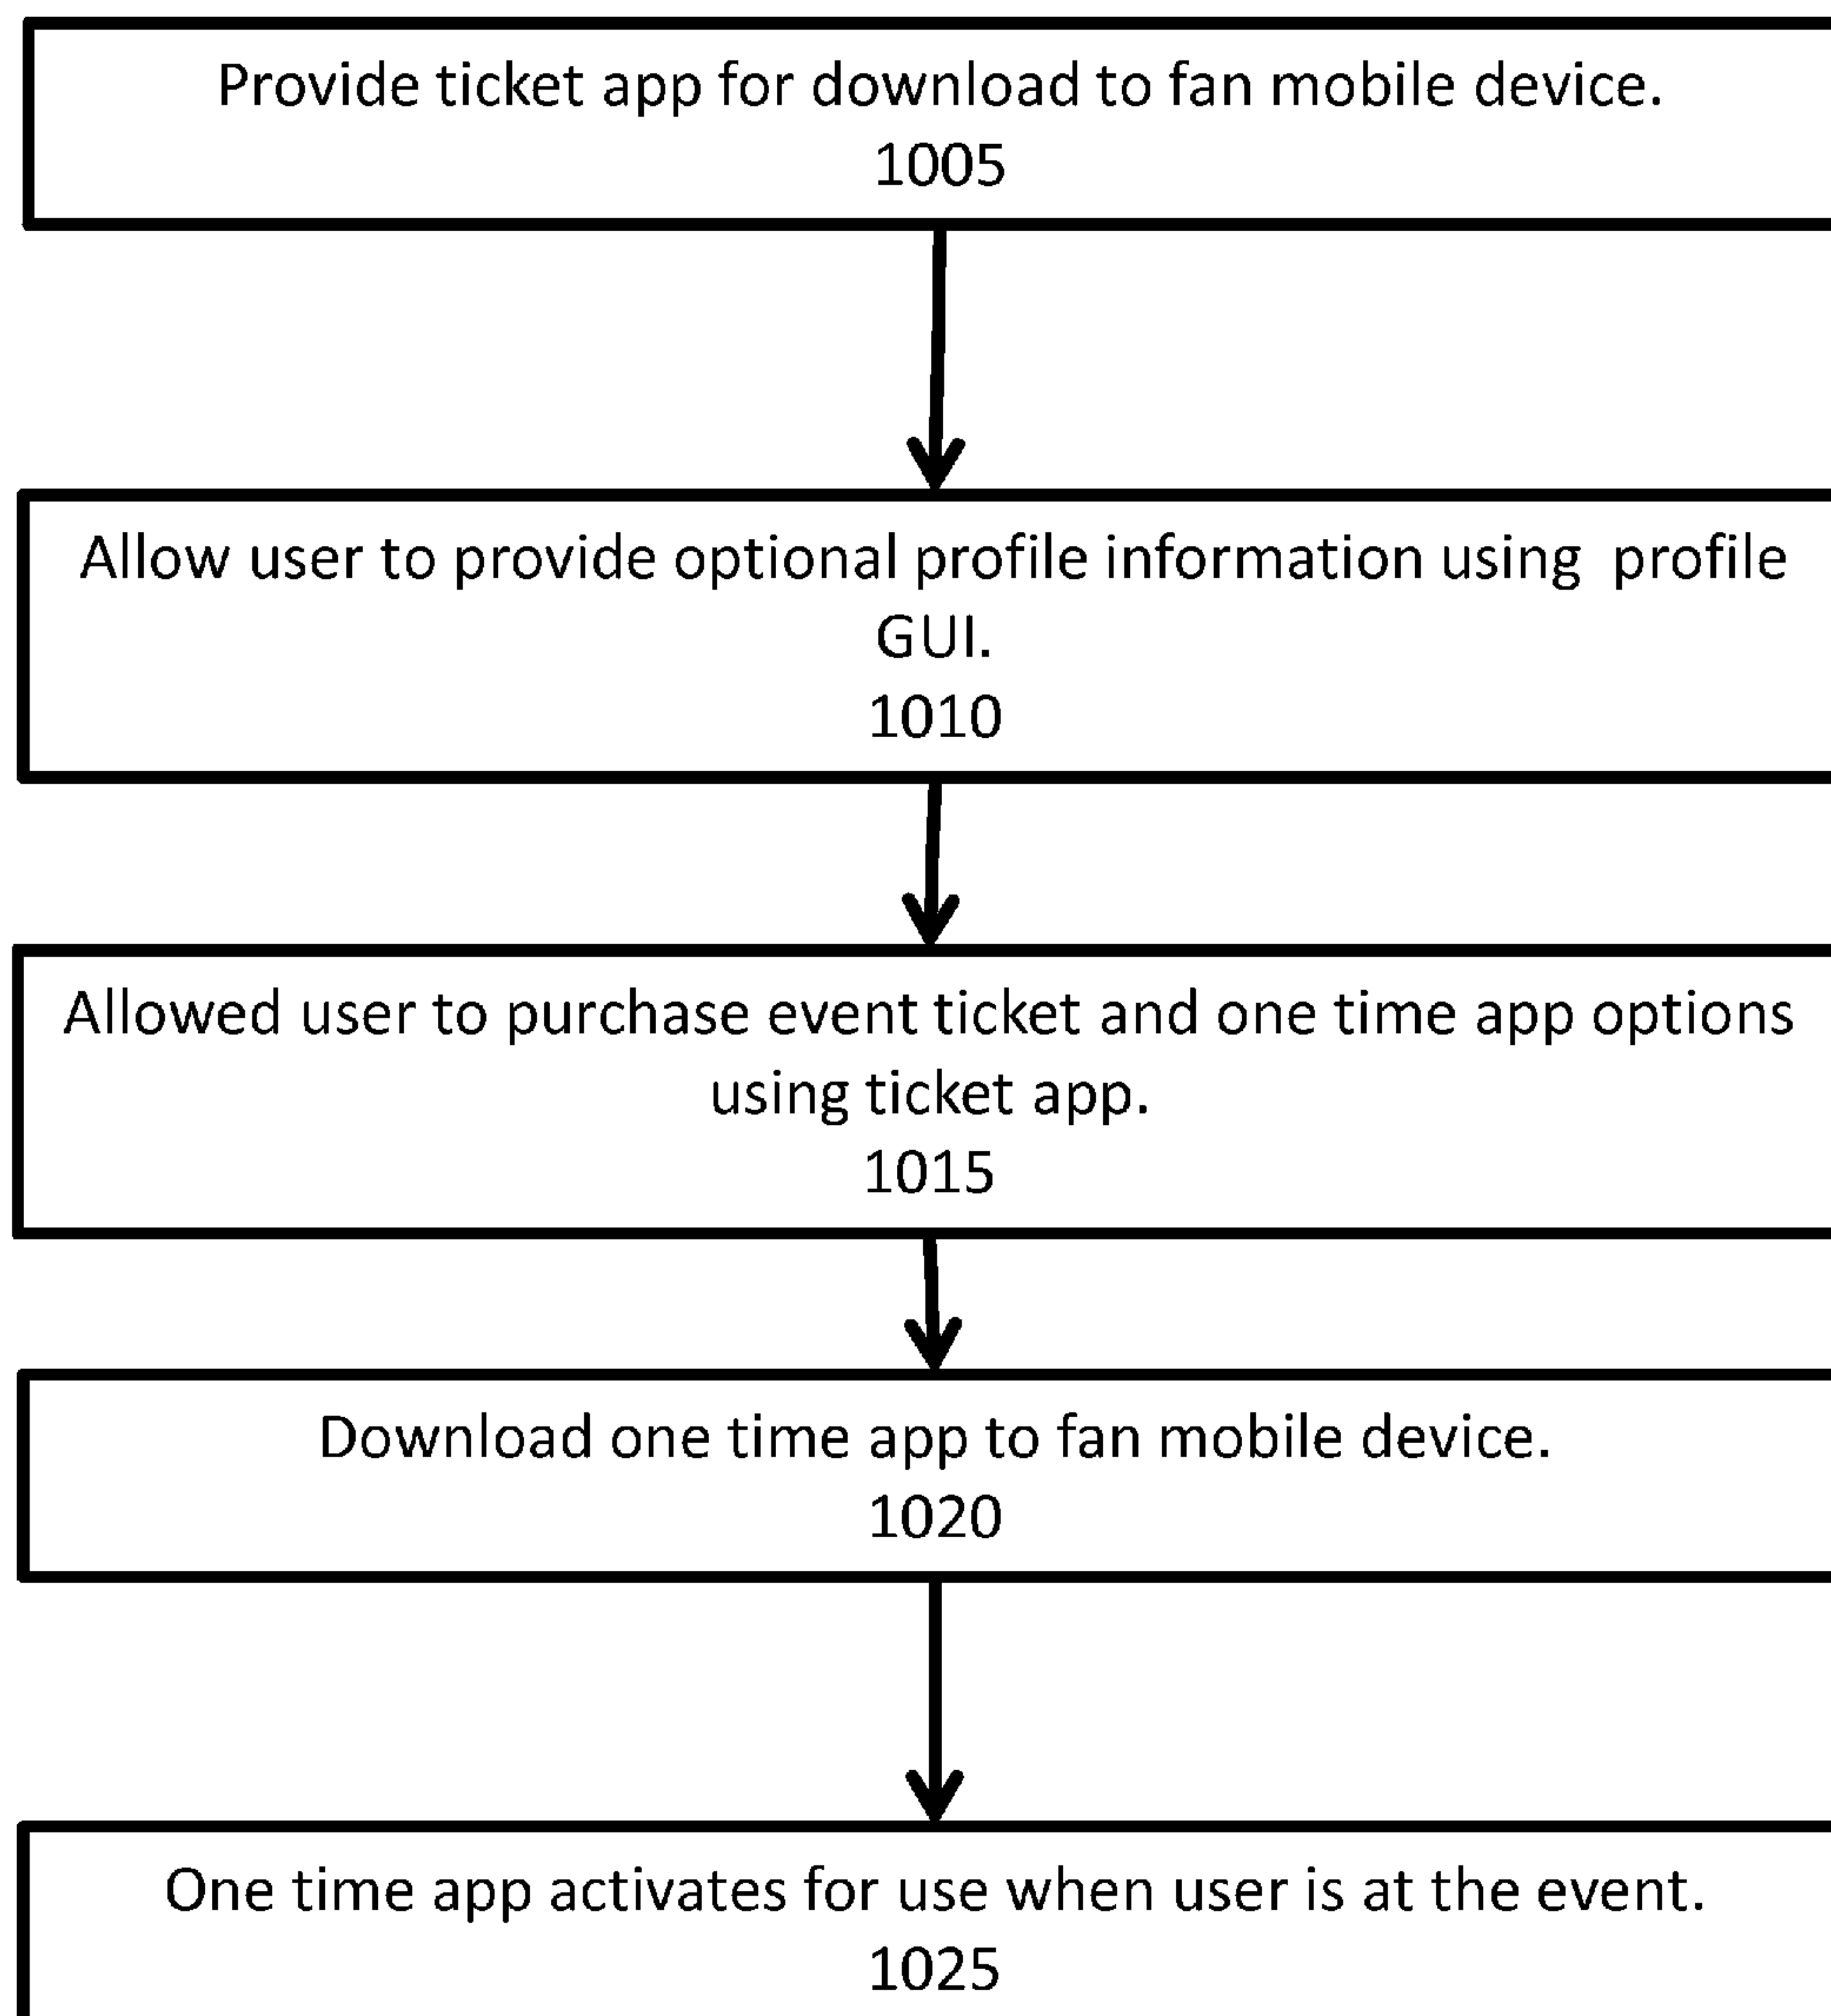 Provide ticket app for download to fan mobile device.
1005
Allow user to provide optional profile information using profile
GUI.
1010
Allowed user to purchase event ticket and one time app options
using ticket app.
1015
Download one time app to fan mobile device.
1020
One time app activates for use when user is at the event.
1025